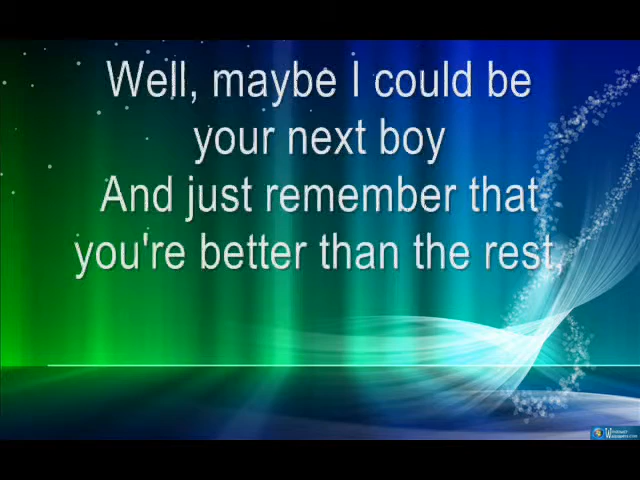 Well, maybe I could be
your next boy
And just remember that
you're better than the rest,